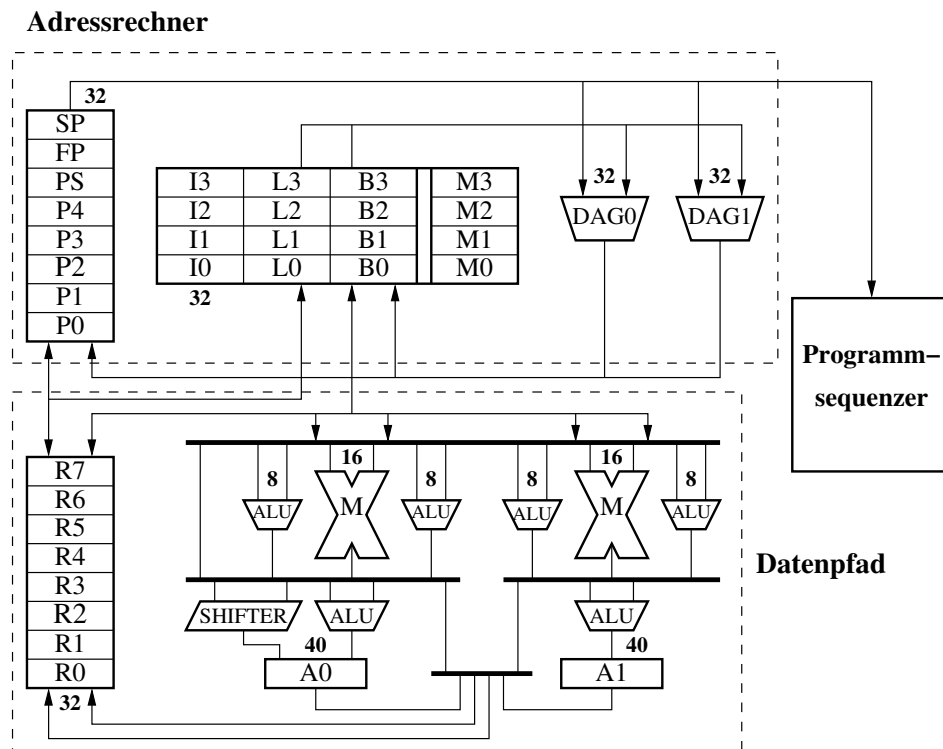 Adressrechner
32
SP
FP
PS
P4
P3
P2
P1
P0
I3 L3 B3 M3
I2 L2 B2 M2
I1 L1 B1 M1
I0 L0 B0 M0
32
32 32
DAG0 DAG1
Programm−
sequenzer
Datenpfad
R7
R6
R5
R4
R3
R2
R1
R0
32
8 16 8 8 16 8
ALU M ALU ALU M ALU
SHIFTER ALU ALU
40 40
A0 A1